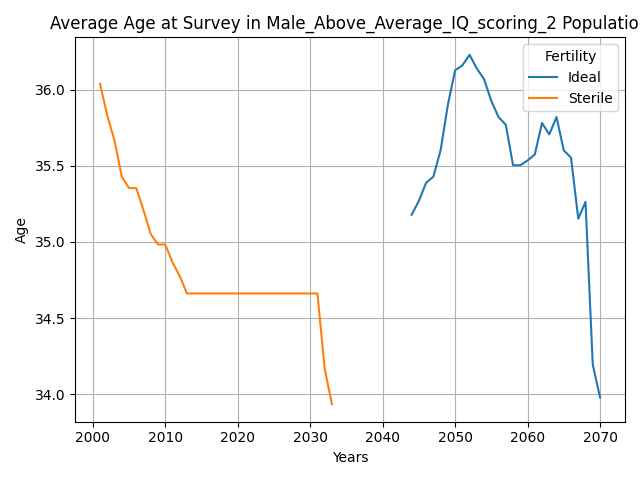 Average Age at Survey in Male_Above_Average_IQ_scoring_2 Populatio
Fertility
Ideal
Sterile
36.0
35.5
35.0
34.5
34.0
Age
2000 2010 2020 2030 2040 2050 2060 2070
Years